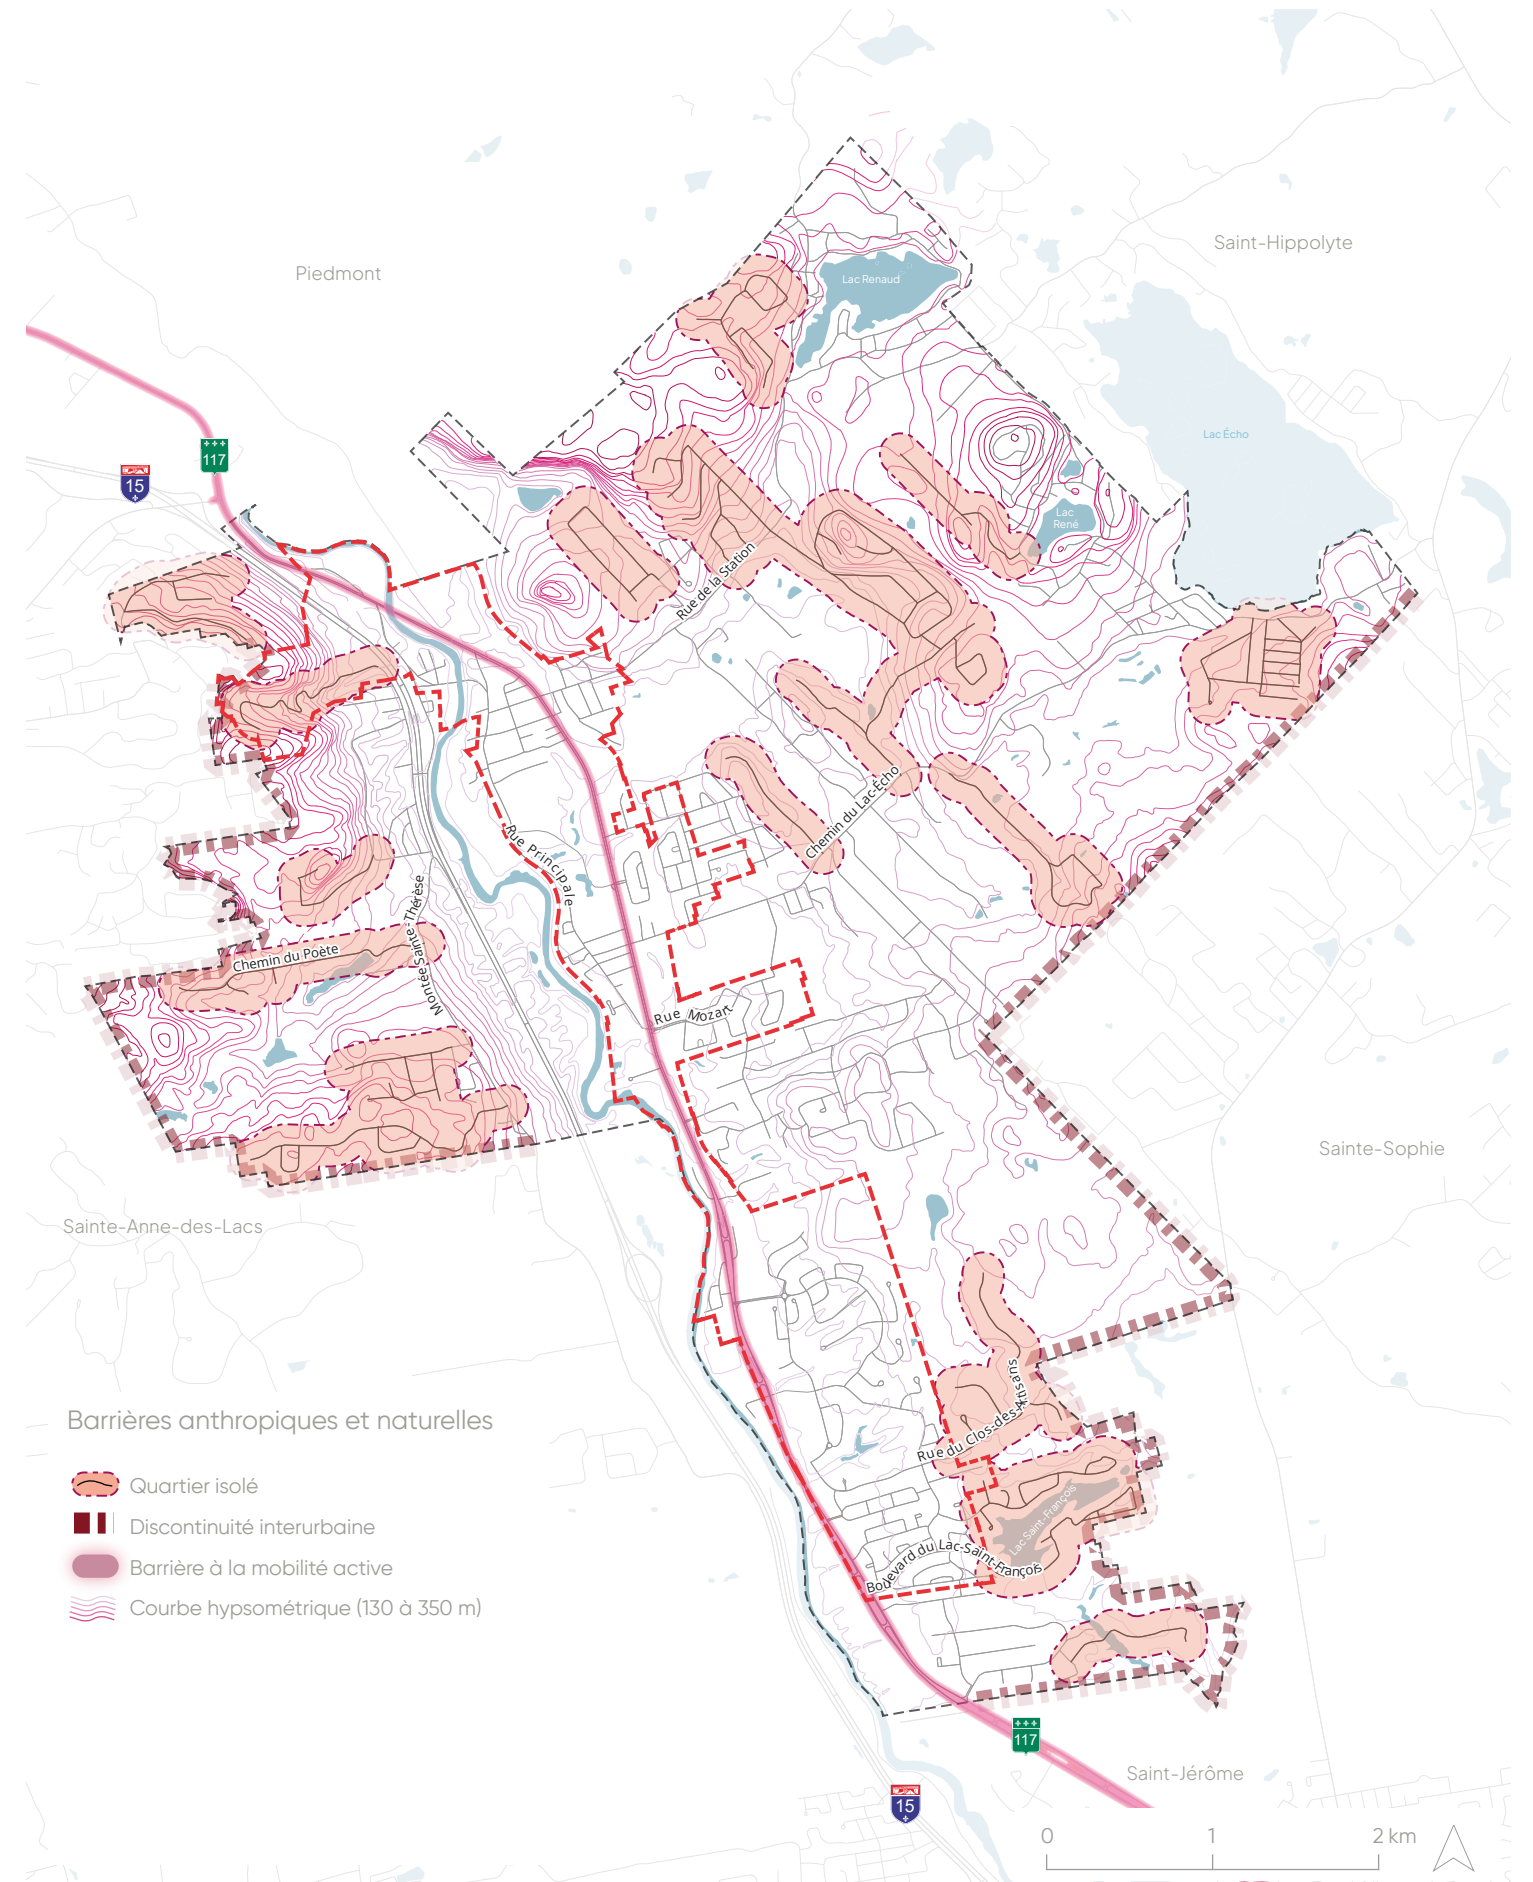 Saint-Hippolyte
Piedmont
Lac Renaud
Lac Écho
117
15
Lac
René
Rue de la Station
Chemin du Lac-Écho
Rue Principale
Montée Sainte-Thérèse
Chemin du Poète
Rue Mozart
Sainte-Sophie
Sainte-Anne-des-Lacs
Rue du Clos-des-Artisans
Lac Saint-François
Boulevard du Lac-Saint-François
Barrières anthropiques et naturelles
Quartier isolé
Discontinuité interurbaine
Barrière à la mobilité active
Courbe hypsométrique (130 à 350 m)
117
Saint-Jérôme
15
0 1 2 km